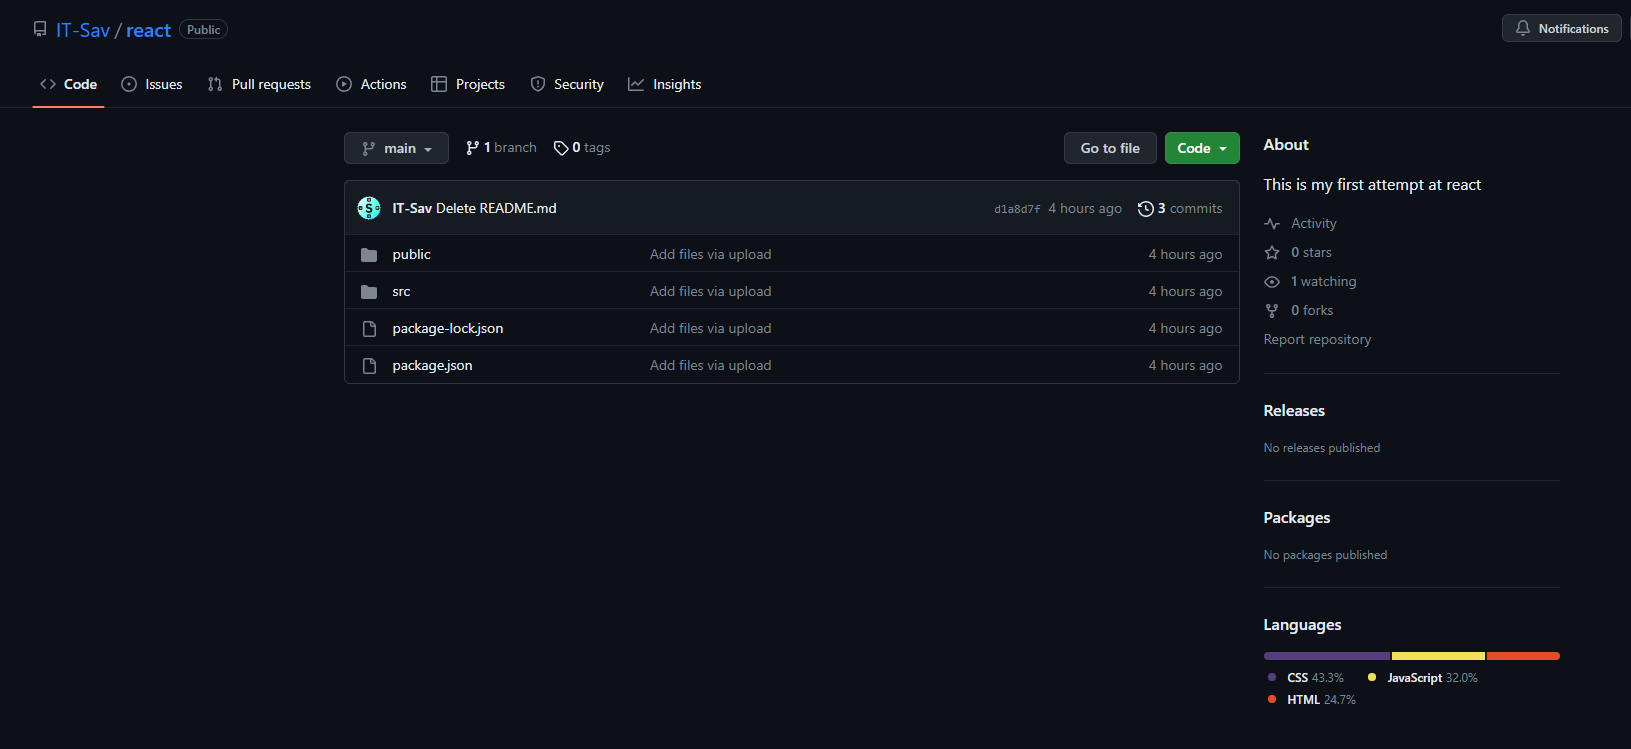 IT-Sav / react Public
Notifications
Code Issues Pull requests Actions Projects Security Insights
main 1 branch 0 tags Go to file Code
S IT-Sav Delete README.md d1a8d7f 4 hours ago 3 commits
public Add files via upload 4 hours ago
src Add files via upload 4 hours ago
package-lock.json Add files via upload 4 hours ago
package.json Add files via upload 4 hours ago
About
This is my first attempt at react
Activity
0 stars
1 watching
0 forks
Report repository
Releases
No releases published
Packages
No packages published
Languages
CSS 43.3% JavaScript 32.0%
HTML 24.7%